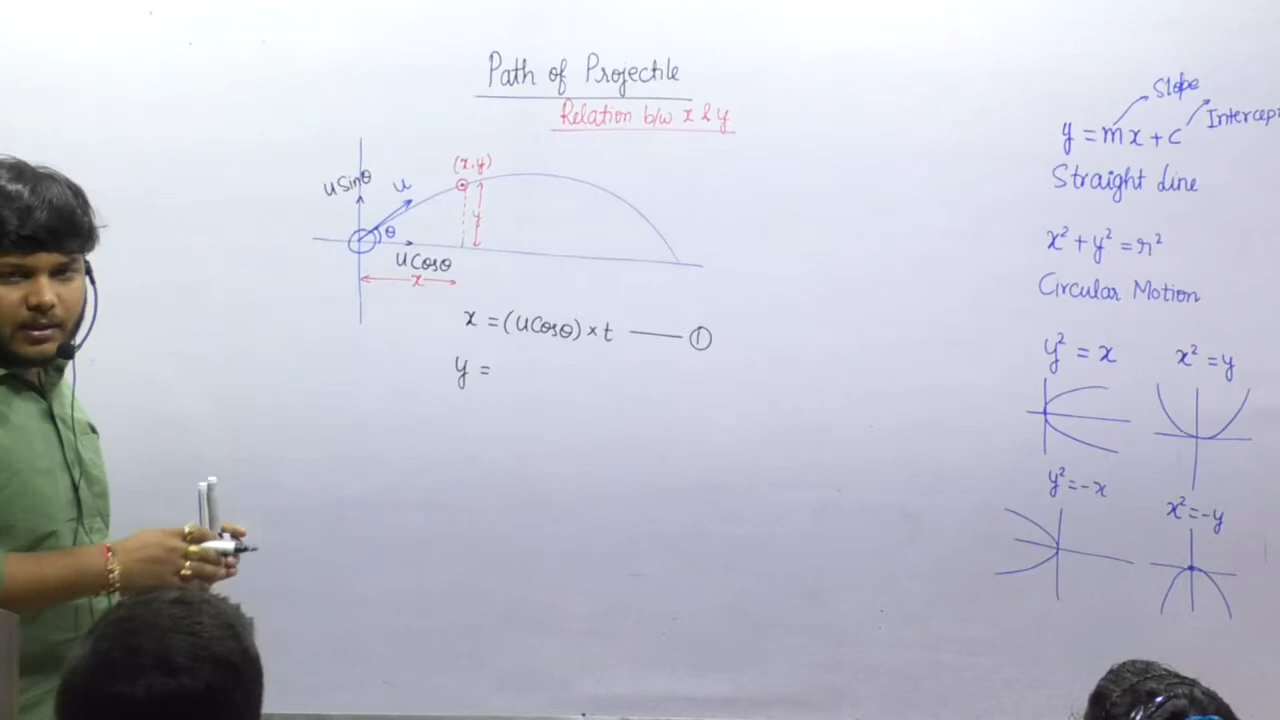 Path of Projectile
Relation b/w x & y
(x,y)
uSinθ
u
y
θ
uCosθ
x
x = (uCosθ) × t —— ①
y =
Slope
Intercep
y = mx + c
Straight Line
x² + y² = r²
Circular Motion
y² = x
x² = y
y² = -x
x² = -y